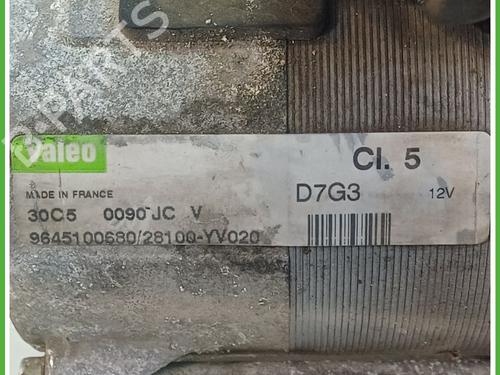 Valeo
Cl. 5
MADE IN FRANCE
D7G3 12V
30C5 0090 JC V
9645100680/28100-YV020